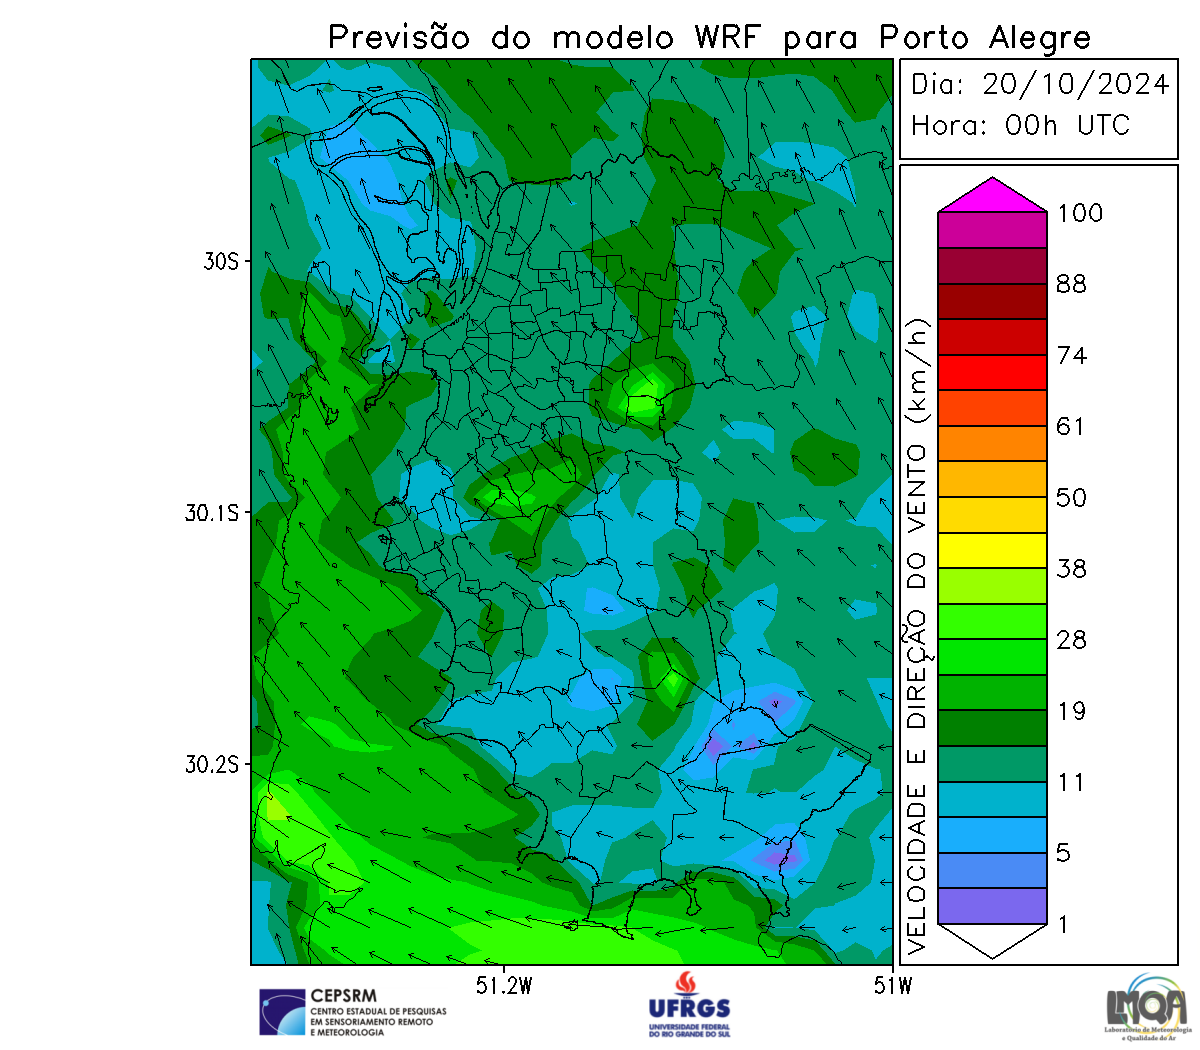 Previsão do modelo WRF para Porto Alegre
Dia: 20/10/2024
Hora: 00h UTC
30S
30.1S
30.2S
51.2W
51W
VELOCIDADE E DIREÇÃO DO VENTO (km/h)
100
88
74
61
50
38
28
19
11
5
1
CEPSRM
CENTRO ESTADUAL DE PESQUISAS
EM SENSORIAMENTO REMOTO
E METEOROLOGIA
UFRGS
UNIVERSIDADE FEDERAL
DO RIO GRANDE DO SUL
LMQA
Laboratório de Meteorologia
e Qualidade do Ar